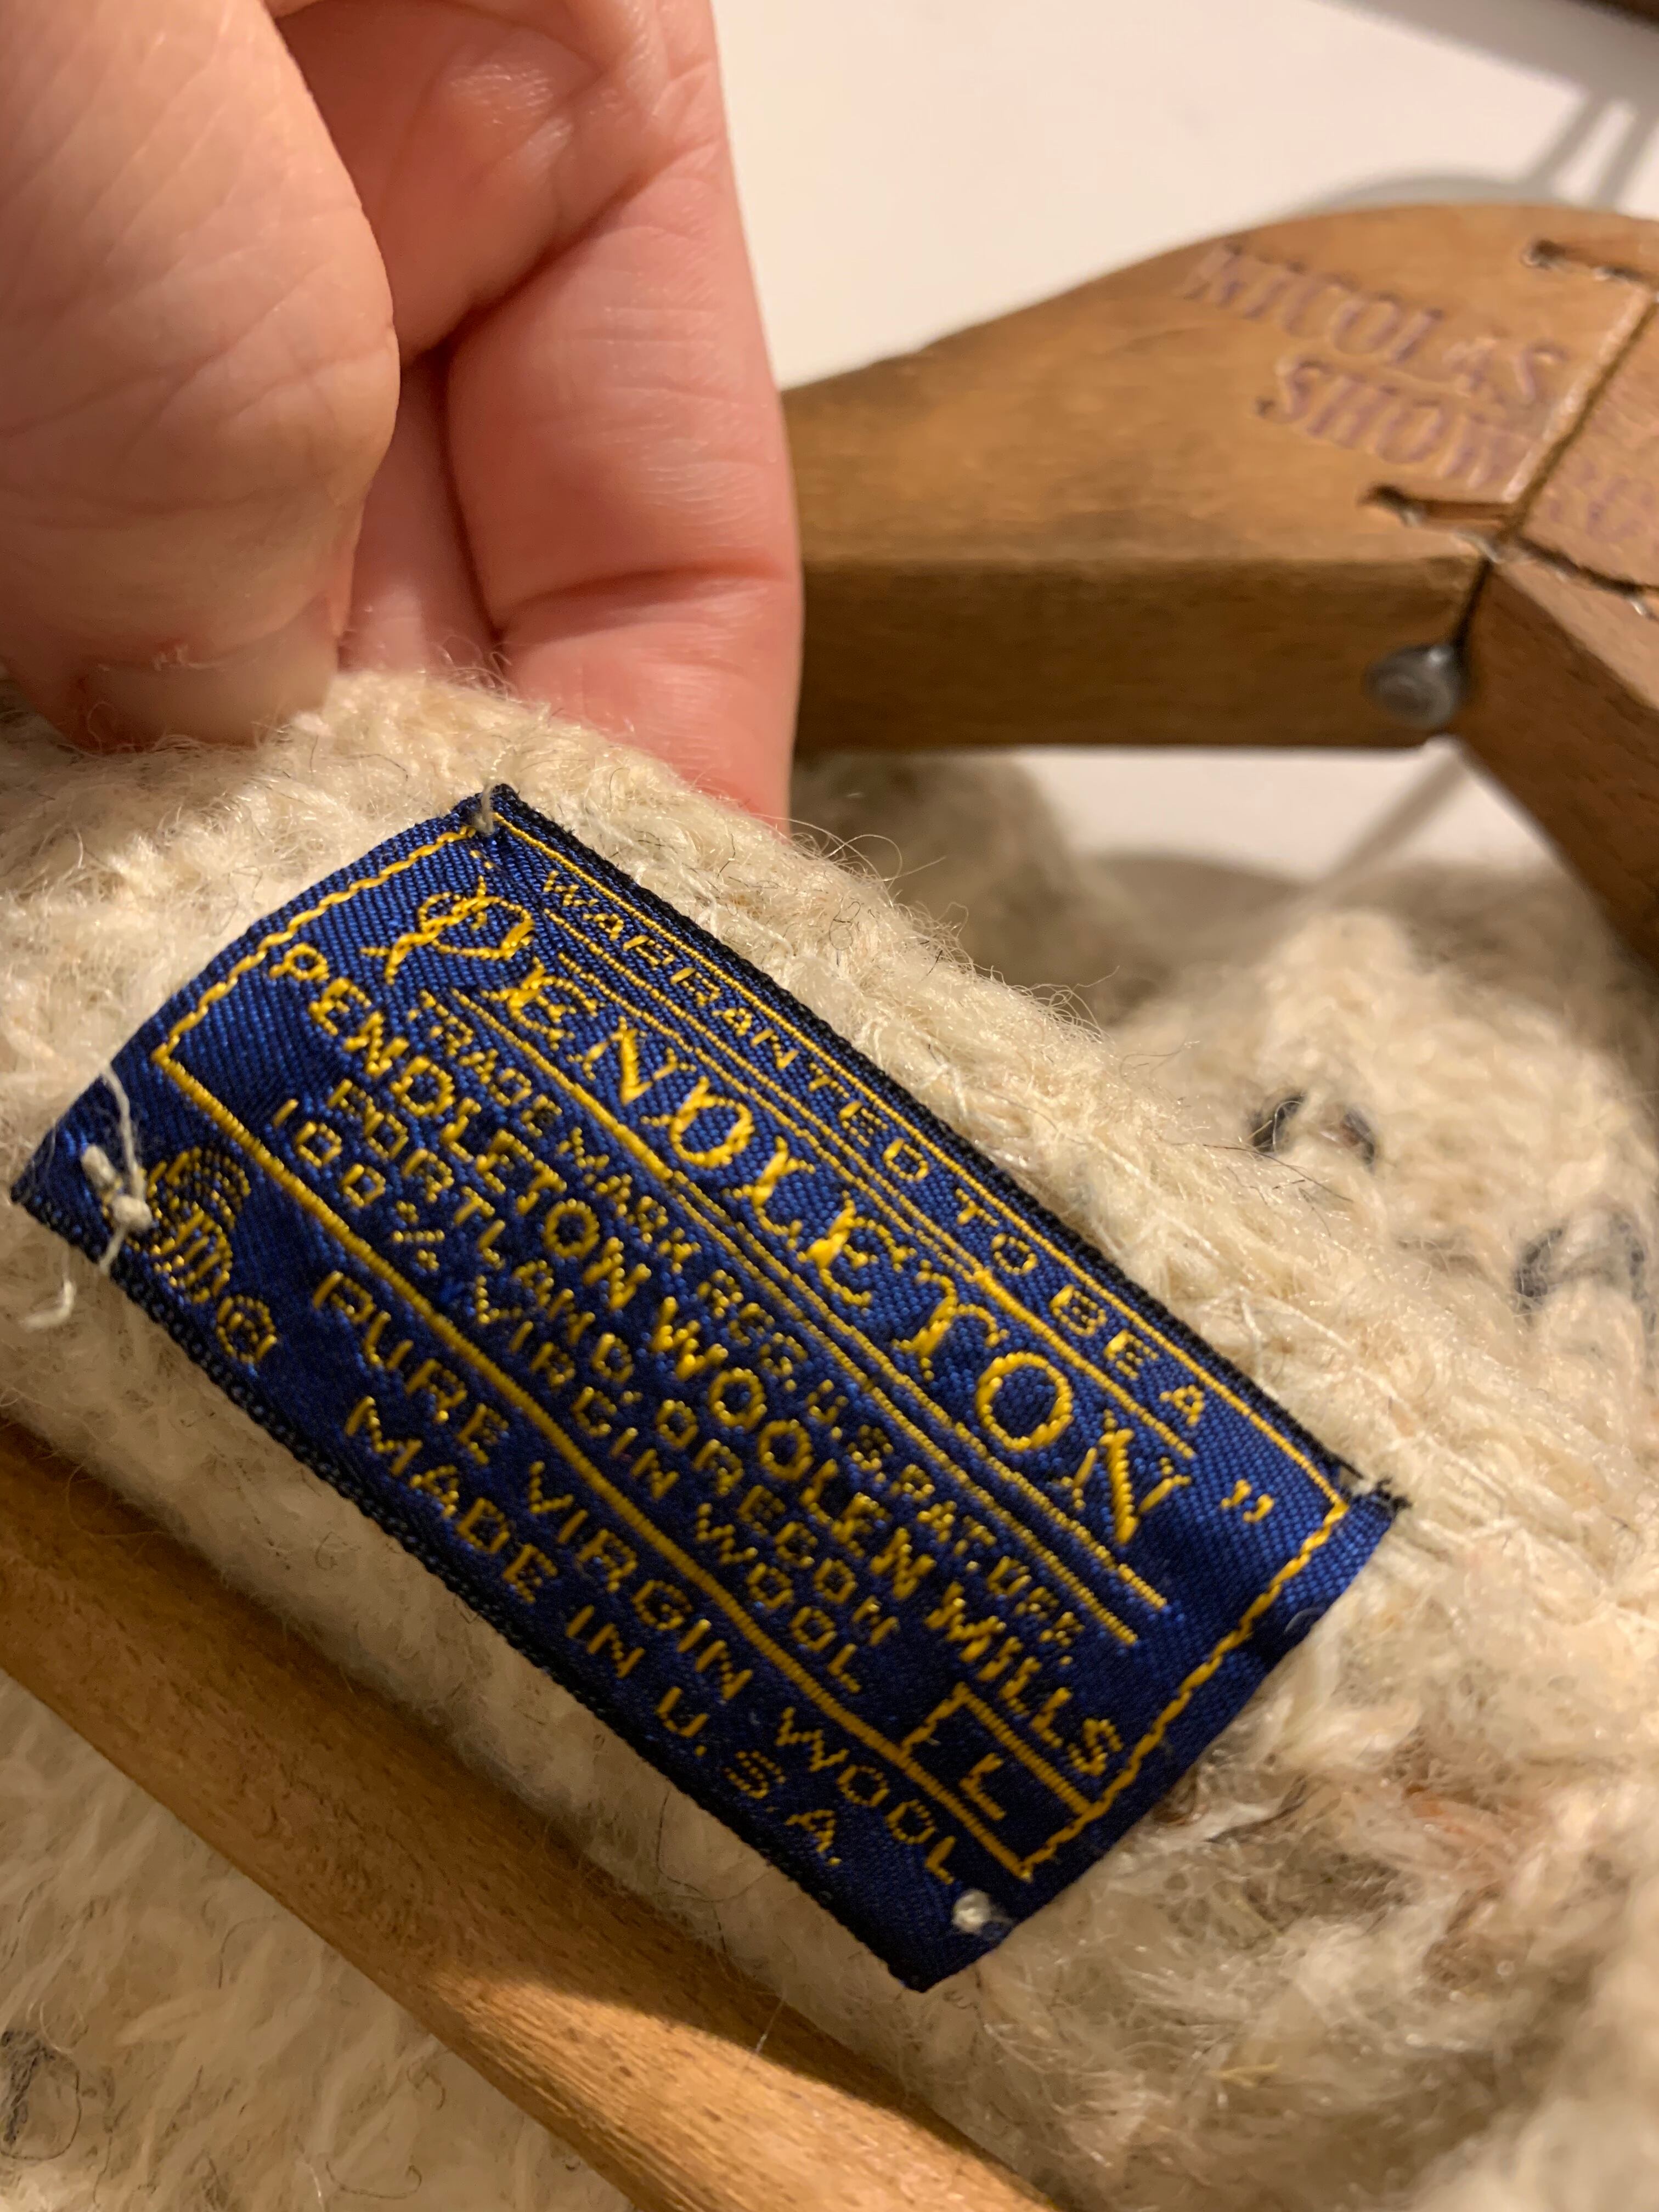 WARRANTED TO BE A
PENDLETON"
TRADE MARK REG. U.S. PAT. OFF.
PENDLETON WOOLEN MILLS
PORTLAND, OREGON
100% VIRGIN WOOL
L
PURE VIRGIN WOOL
MADE IN U.S.A.
NICOLAS
SHOW